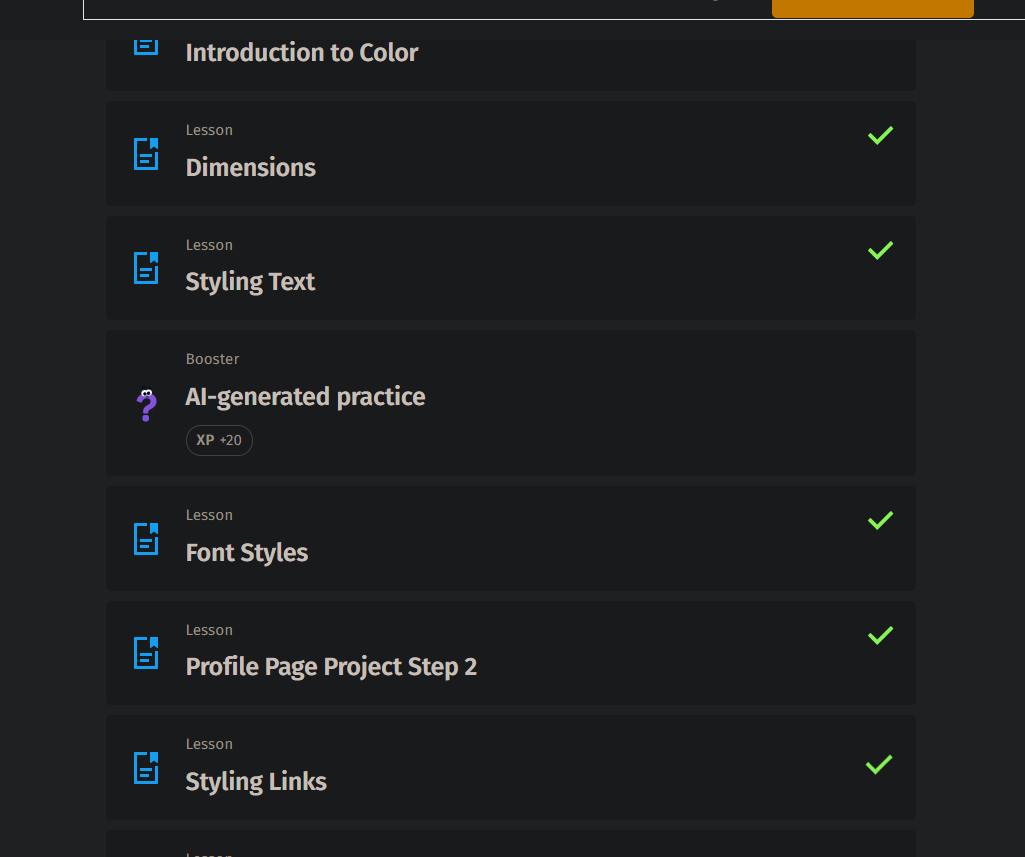 Introduction to Color
Lesson
Dimensions
Lesson
Styling Text
Booster
AI-generated practice
XP +20
Lesson
Font Styles
Lesson
Profile Page Project Step 2
Lesson
Styling Links
Lesson